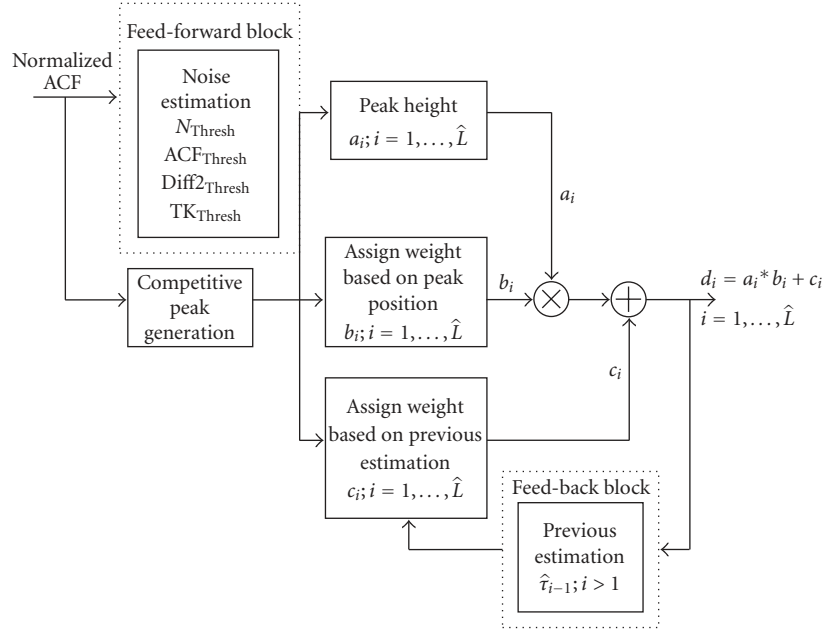 Feed-forward block
Normalized
ACF
Noise
estimation
N_Thresh
ACF_Thresh
Diff2_Thresh
TK_Thresh
Peak height
a_i; i = 1, . . . , L̂
a_i
Competitive
peak
generation
Assign weight
based on peak
position
b_i; i = 1, . . . , L̂
b_i
×
+
d_i = a_i * b_i + c_i
i = 1, . . . , L̂
c_i
Assign weight
based on previous
estimation
c_i; i = 1, . . . , L̂
Feed-back block
Previous
estimation
τ̂_{i−1}; i > 1